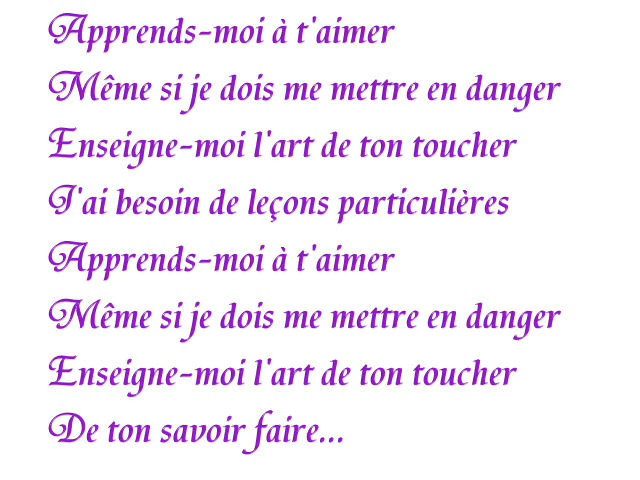 Apprends-moi à t'aimer
Même si je dois me mettre en danger
Enseigne-moi l'art de ton toucher
J'ai besoin de leçons particulières
Apprends-moi à t'aimer
Même si je dois me mettre en danger
Enseigne-moi l'art de ton toucher
De ton savoir faire...